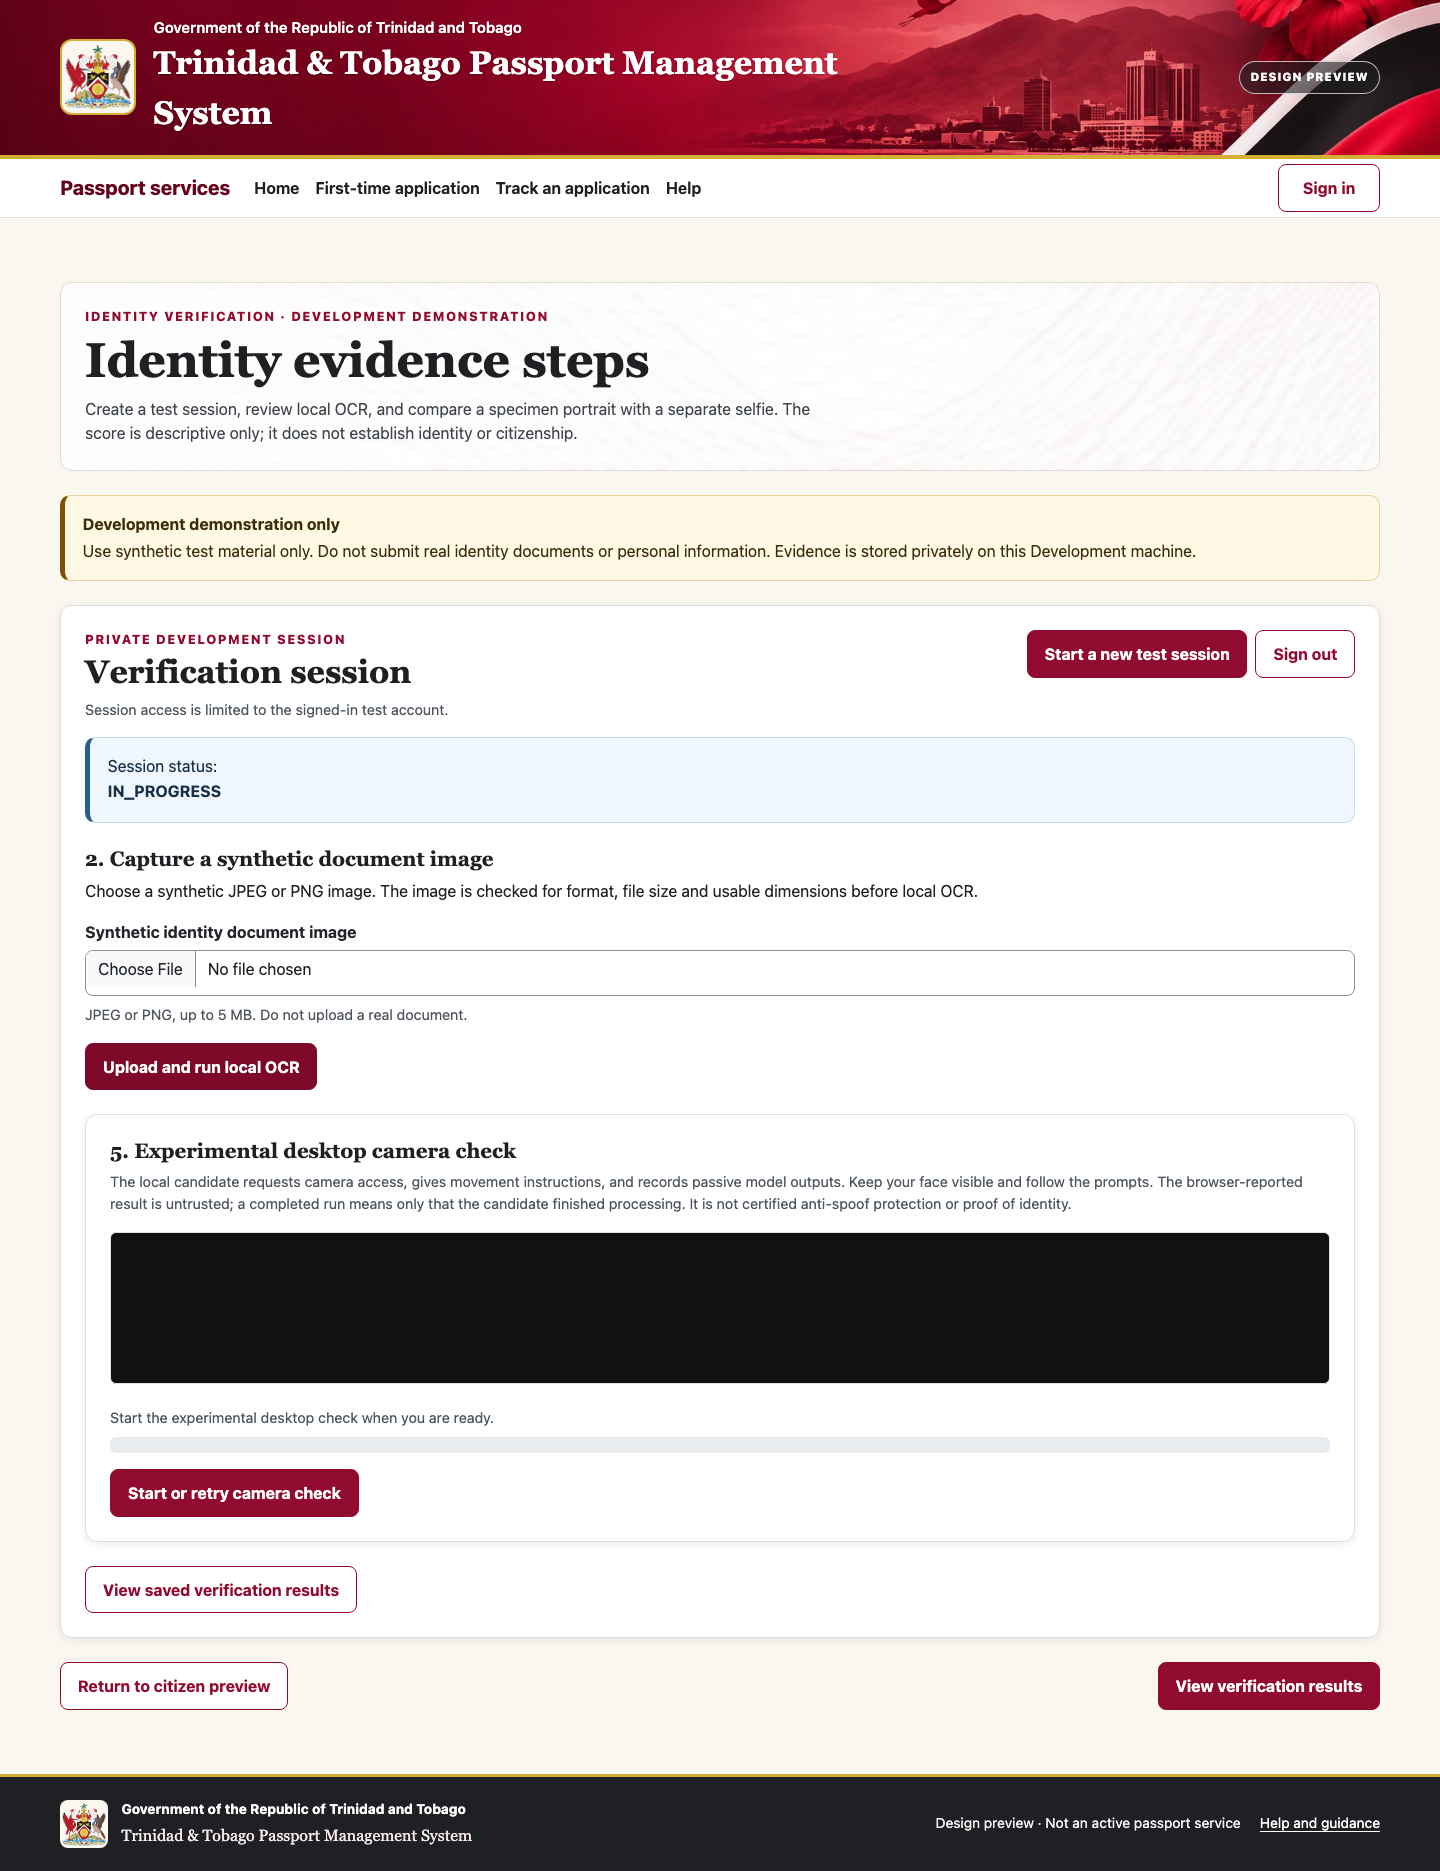 Government of the Republic of Trinidad and Tobago
Trinidad & Tobago Passport Management
System
DESIGN PREVIEW
Passport services
Home
First-time application
Track an application
Help
Sign in
IDENTITY VERIFICATION · DEVELOPMENT DEMONSTRATION
Identity evidence steps
Create a test session, review local OCR, and compare a specimen portrait with a separate selfie. The
score is descriptive only; it does not establish identity or citizenship.
Development demonstration only
Use synthetic test material only. Do not submit real identity documents or personal information. Evidence is stored privately on this Development machine.
PRIVATE DEVELOPMENT SESSION
Verification session
Session access is limited to the signed-in test account.
Start a new test session
Sign out
Session status:
IN_PROGRESS
2. Capture a synthetic document image
Choose a synthetic JPEG or PNG image. The image is checked for format, file size and usable dimensions before local OCR.
Synthetic identity document image
Choose File
No file chosen
JPEG or PNG, up to 5 MB. Do not upload a real document.
Upload and run local OCR
5. Experimental desktop camera check
The local candidate requests camera access, gives movement instructions, and records passive model outputs. Keep your face visible and follow the prompts. The browser-reported
result is untrusted; a completed run means only that the candidate finished processing. It is not certified anti-spoof protection or proof of identity.
Start the experimental desktop check when you are ready.
Start or retry camera check
View saved verification results
Return to citizen preview
View verification results
Government of the Republic of Trinidad and Tobago
Trinidad & Tobago Passport Management System
Design preview · Not an active passport service
Help and guidance